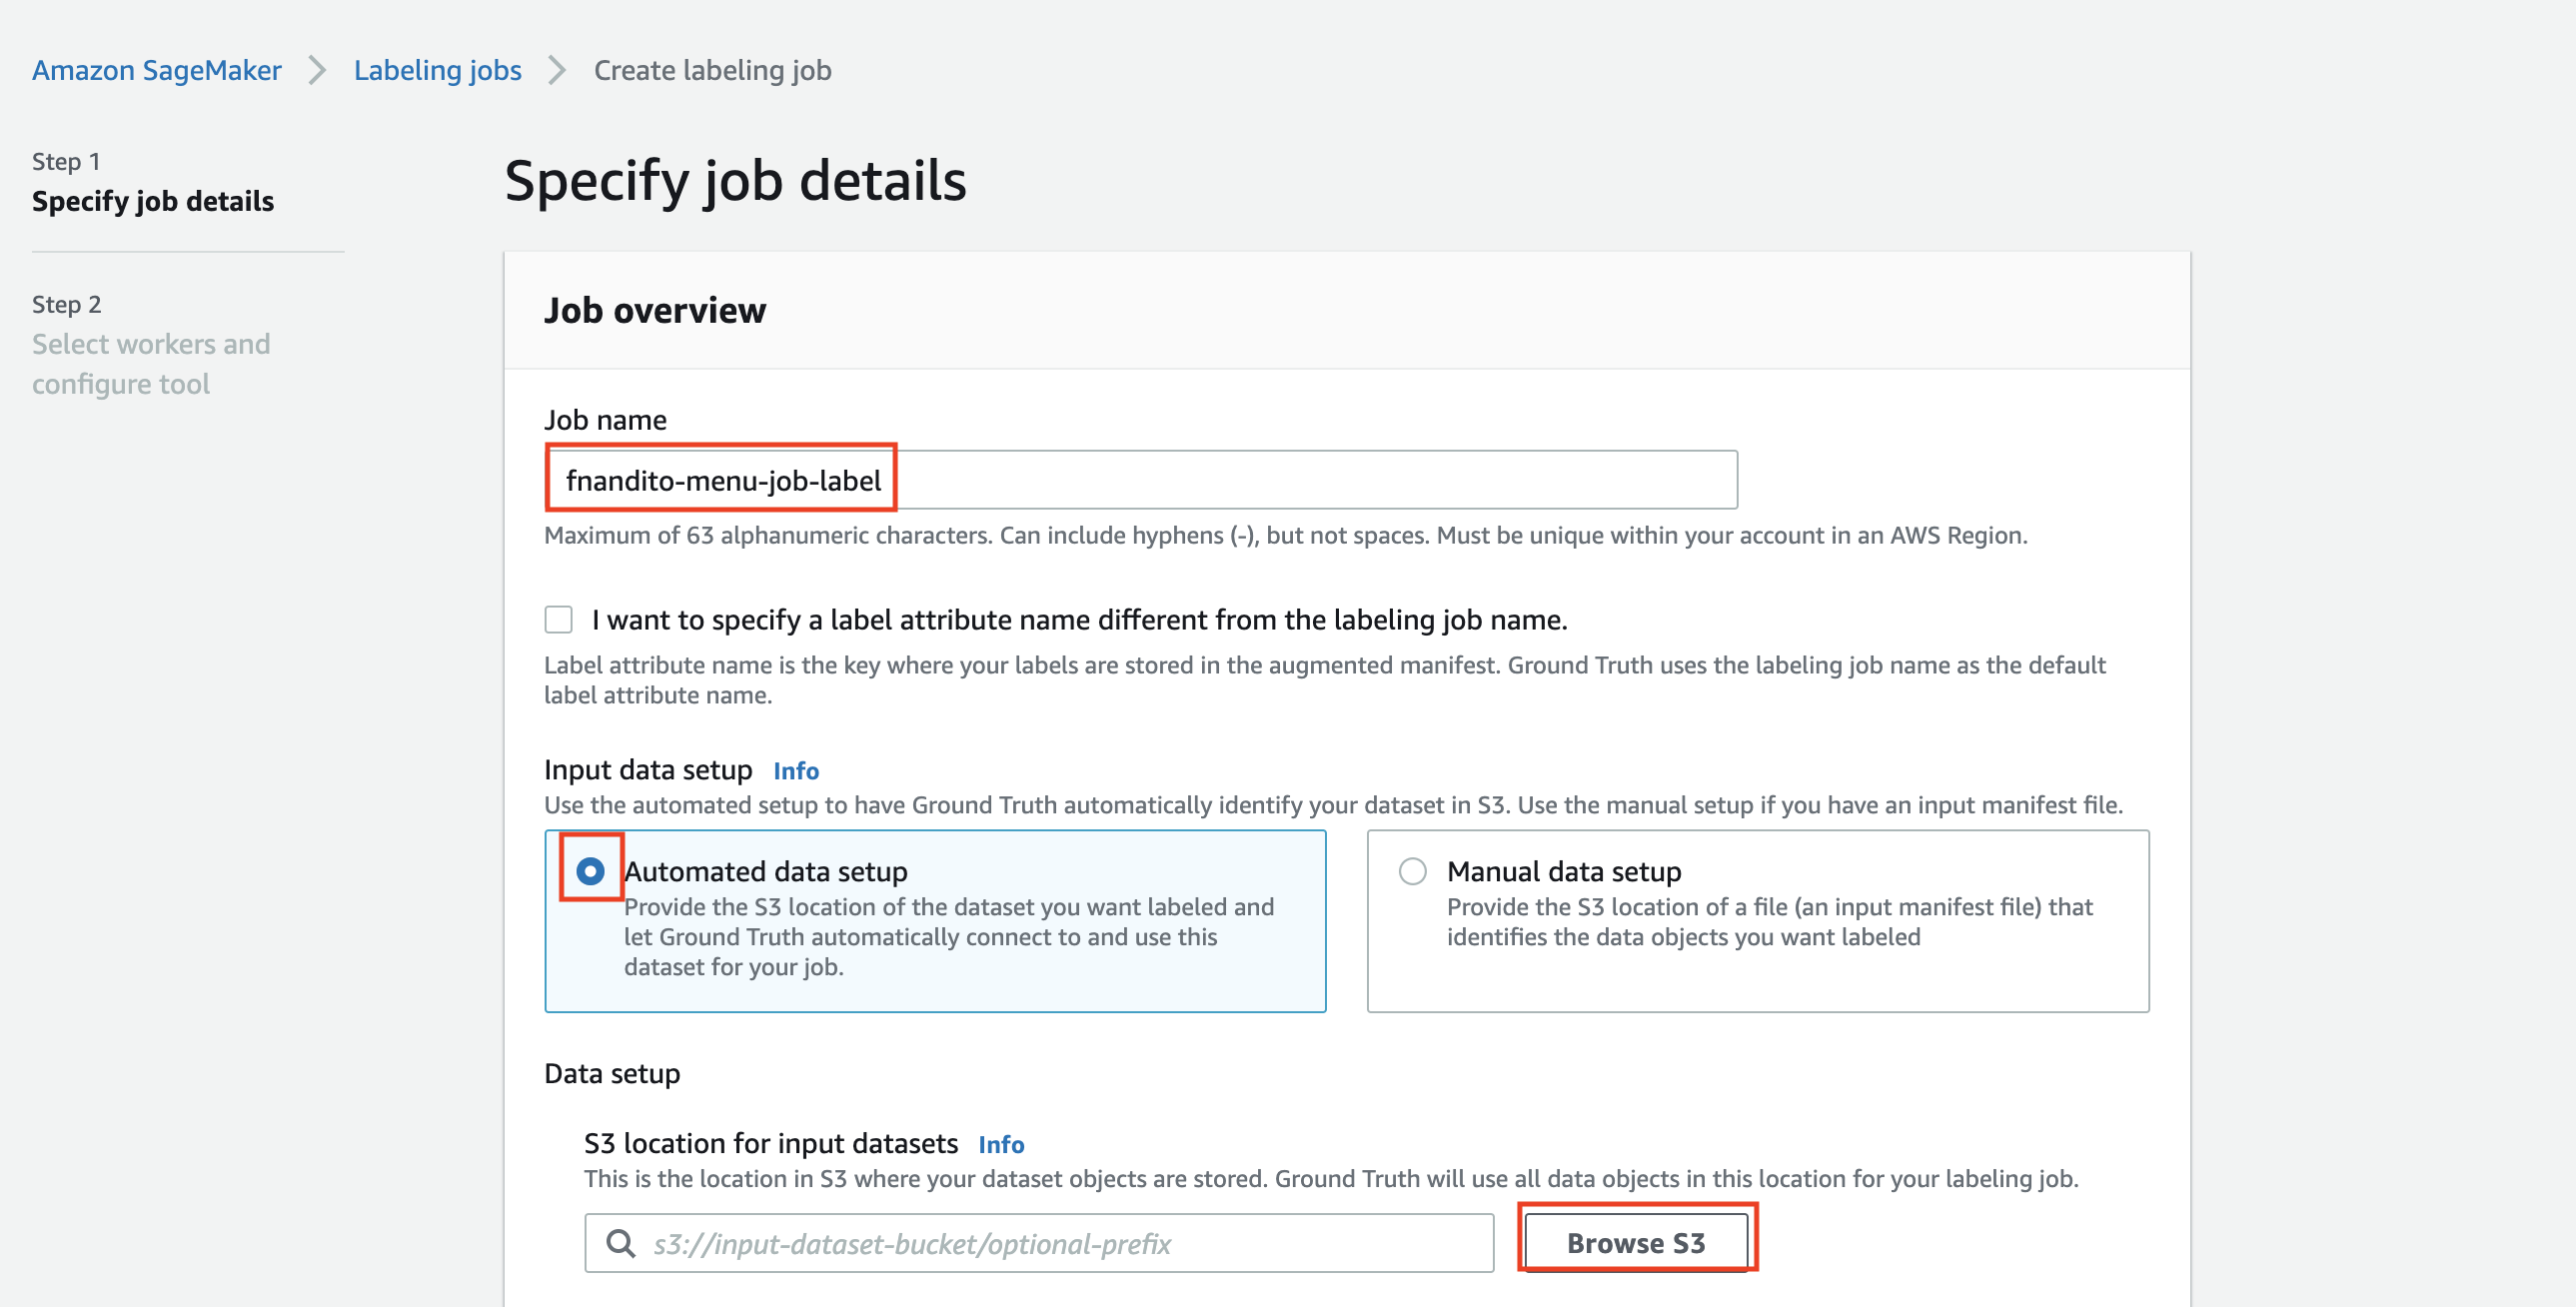 Amazon SageMaker > Labeling jobs > Create labeling job
Step 1
Specify job details
Step 2
Select workers and
configure tool
Specify job details
Job overview
Job name
fnandito-menu-job-label
Maximum of 63 alphanumeric characters. Can include hyphens (-), but not spaces. Must be unique within your account in an AWS Region.
I want to specify a label attribute name different from the labeling job name.
Label attribute name is the key where your labels are stored in the augmented manifest. Ground Truth uses the labeling job name as the default
label attribute name.
Input data setup Info
Use the automated setup to have Ground Truth automatically identify your dataset in S3. Use the manual setup if you have an input manifest file.
Automated data setup
Provide the S3 location of the dataset you want labeled and
let Ground Truth automatically connect to and use this
dataset for your job.
Manual data setup
Provide the S3 location of a file (an input manifest file) that
identifies the data objects you want labeled
Data setup
S3 location for input datasets Info
This is the location in S3 where your dataset objects are stored. Ground Truth will use all data objects in this location for your labeling job.
s3://input-dataset-bucket/optional-prefix
Browse S3